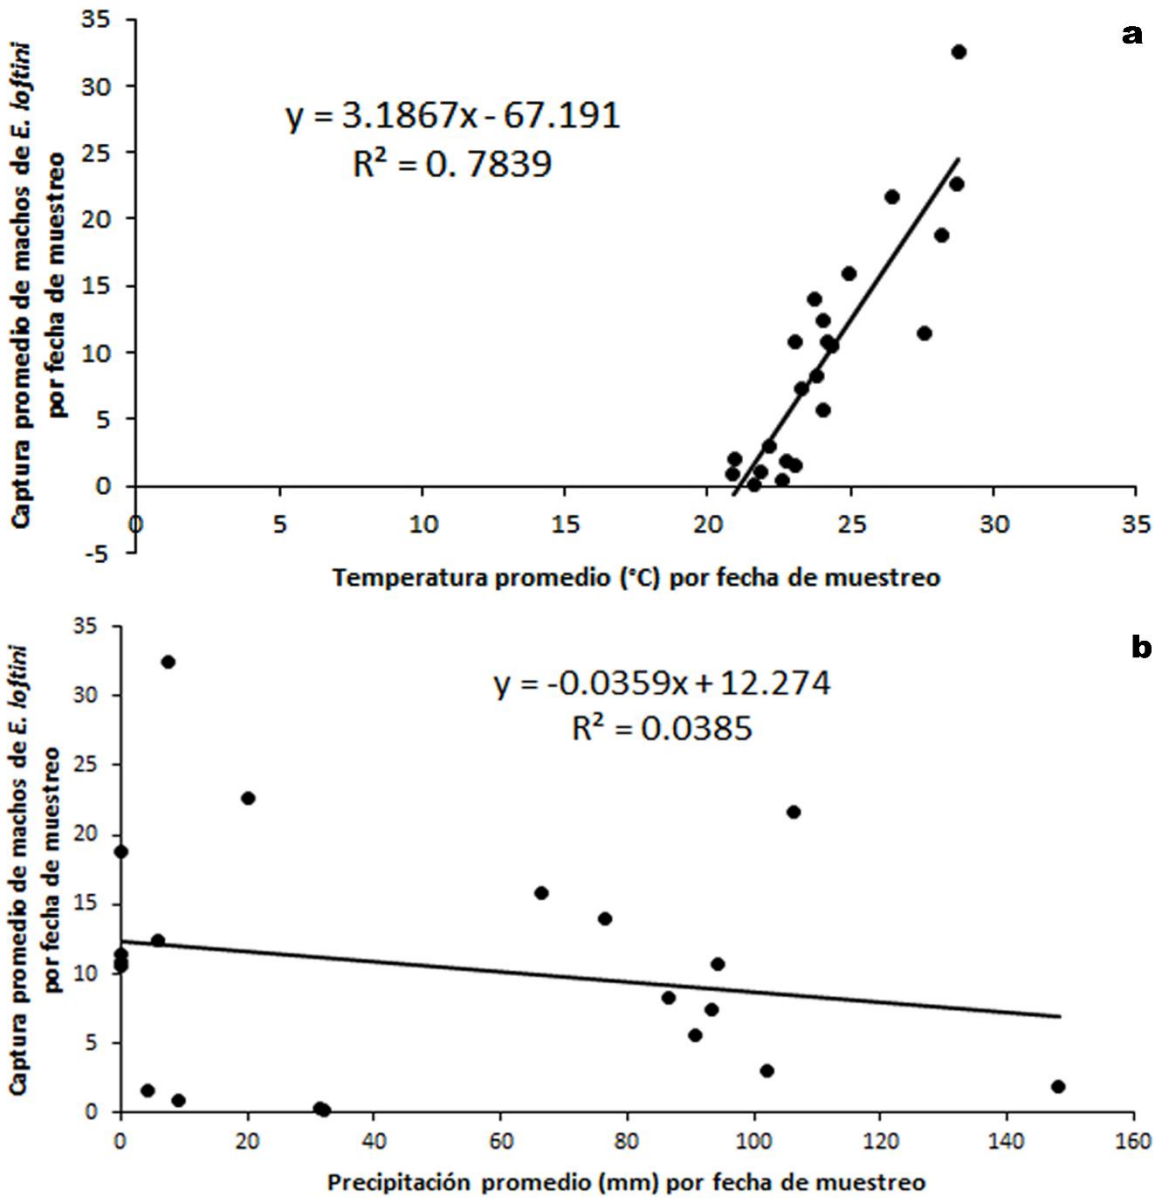 a
Captura promedio de machos de E. loftini
por fecha de muestreo
35
30
25
20
15
10
5
0
-5
y = 3.1867x - 67.191
R² = 0. 7839
0 5 10 15 20 25 30 35
Temperatura promedio (°C) por fecha de muestreo
b
Captura promedio de machos de E. loftini
por fecha de muestreo
35
30
25
20
15
10
5
0
y = -0.0359x + 12.274
R² = 0.0385
0 20 40 60 80 100 120 140 160
Precipitación promedio (mm) por fecha de muestreo